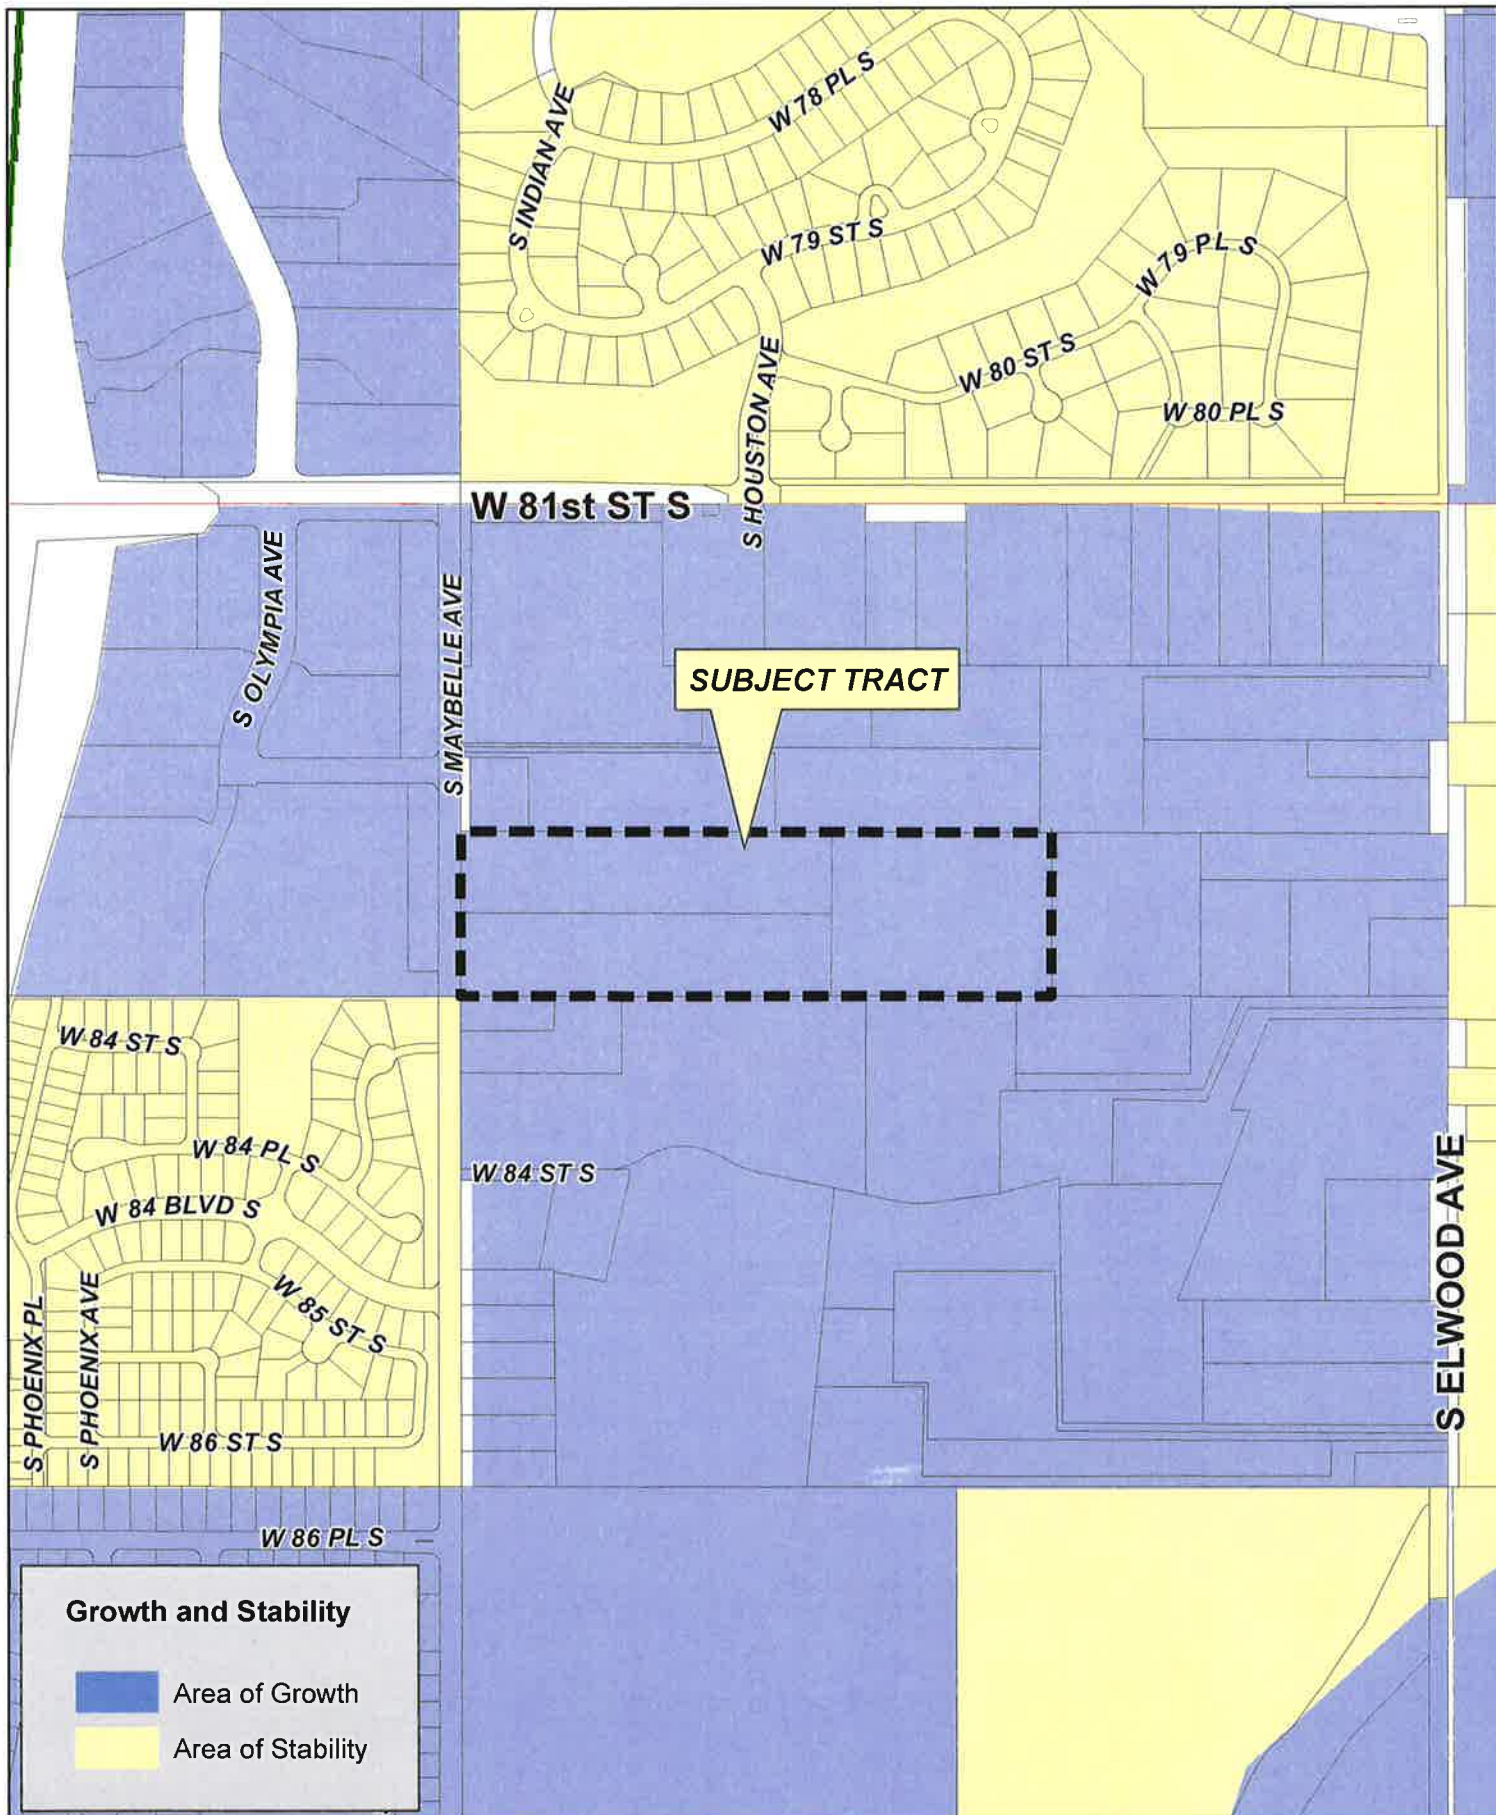 W 78 PL S
S INDIAN AVE
W 79 ST S
W 79 PL S
W 80 ST S
S HOUSTON AVE
W 80 PL S
W 81st ST S
S OLYMPIA AVE
S MAYBELLE AVE
SUBJECT TRACT
W 84 ST S
W 84 PL S
W 84 ST S
W 84 BLVD S
S ELWOOD AVE
S PHOENIX PL
S PHOENIX AVE
W 85 ST S
W 86 ST S
W 86 PL S
Growth and Stability
Area of Growth
Area of Stability